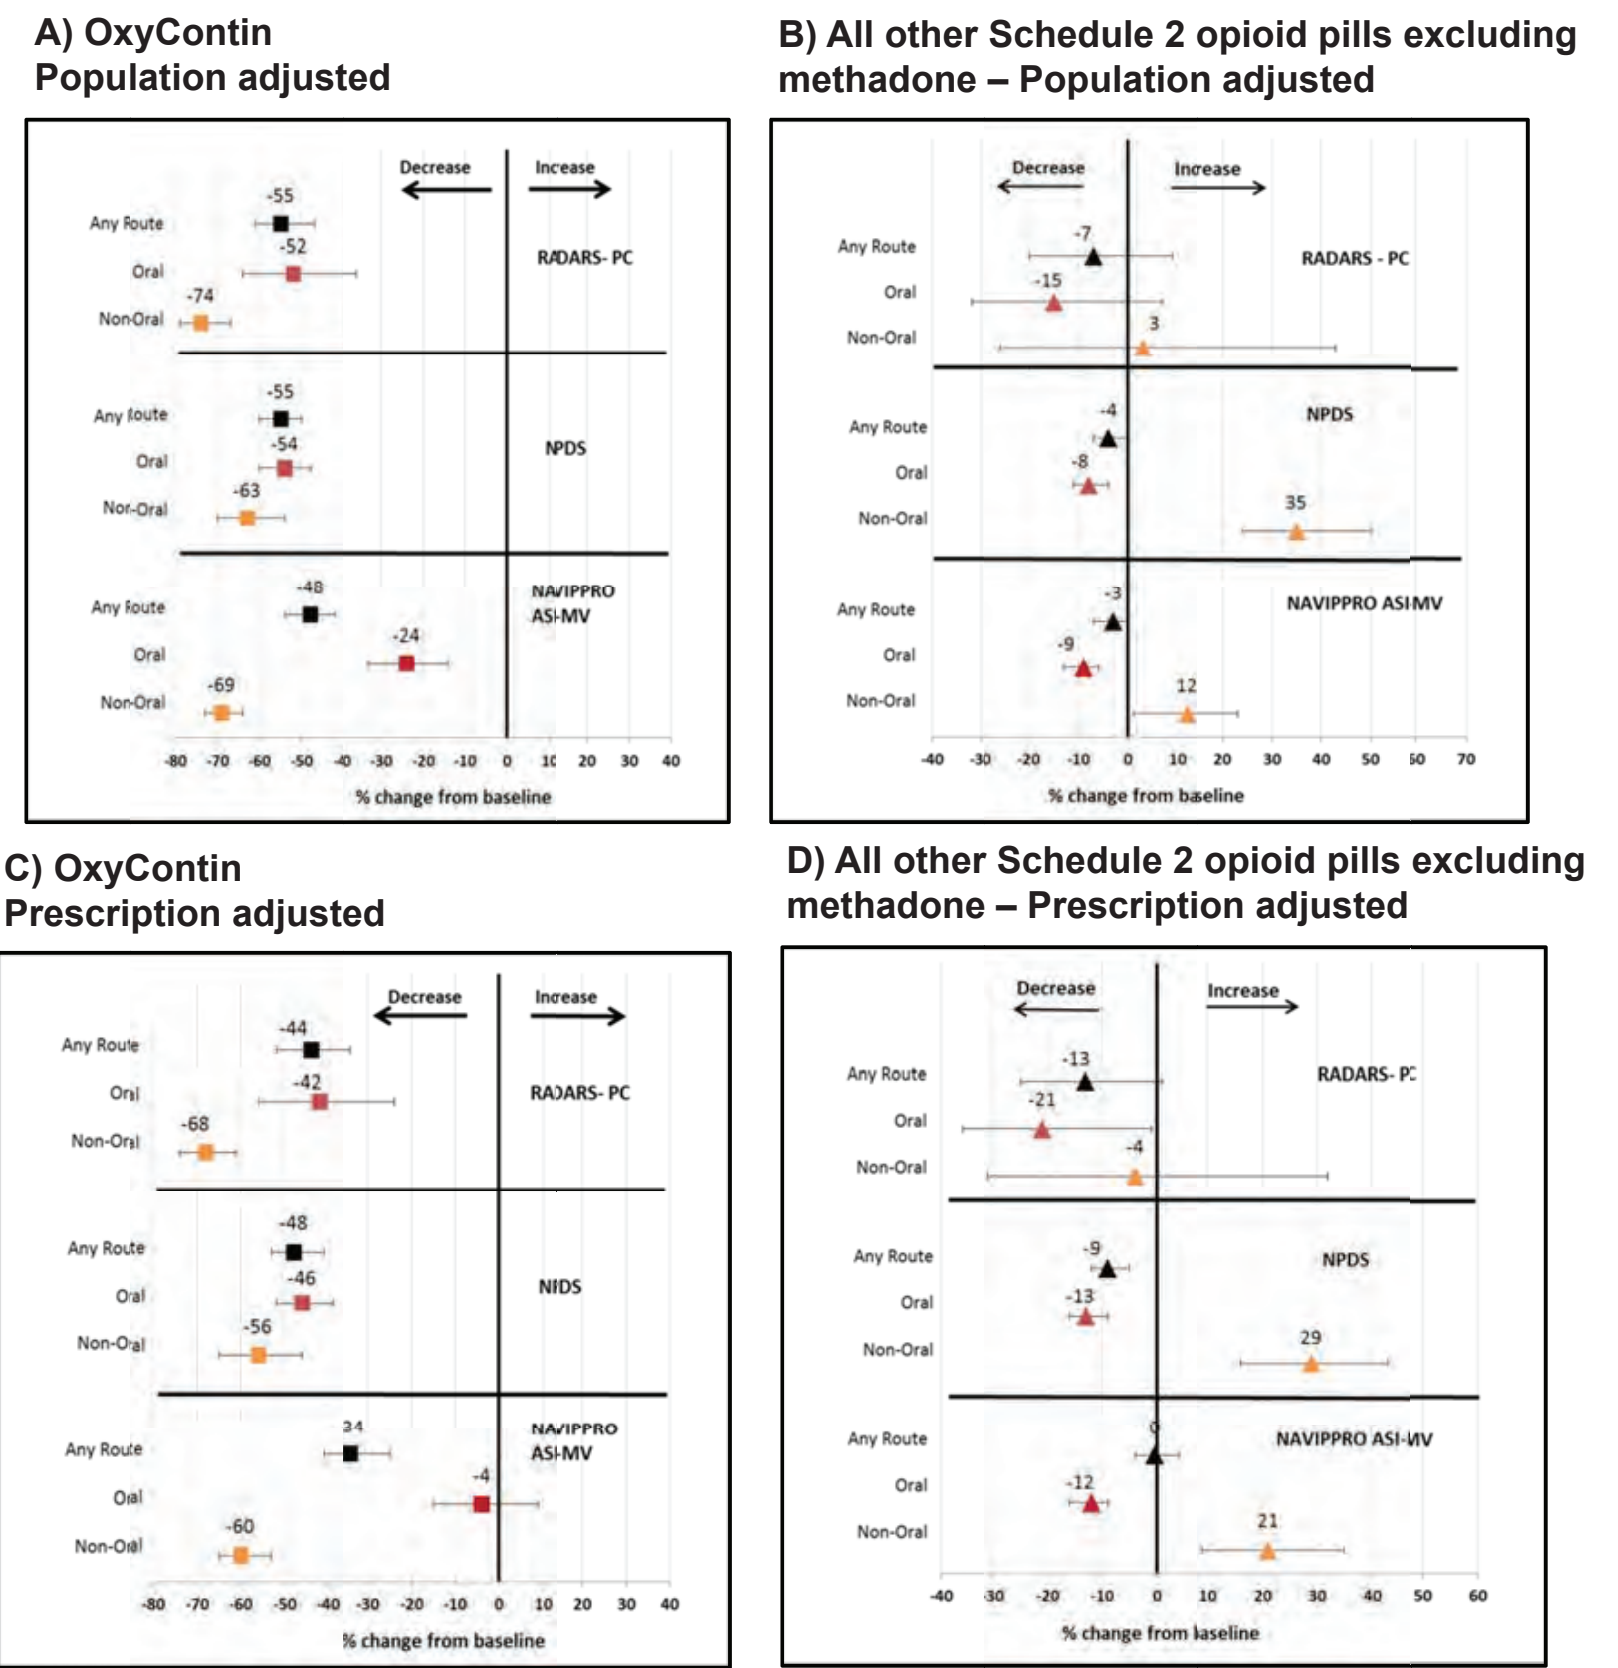 A) OxyContin
Population adjusted
Decrease
Increase
-55
Any Route
-52
Oral
RADARS- PC
-74
Non-Oral
-55
Any Route
-54
Oral
NPDS
-63
Non-Oral
-48
NAVIPPRO
Any Route
ASI-MV
-24
Oral
-69
Non-Oral
-80 -70 -60 -50 -40 -30 -20 -10 0 10 20 30 40
% change from baseline
B) All other Schedule 2 opioid pills excluding
methadone – Population adjusted
Decrease
Increase
-7
Any Route
RADARS - PC
-15
Oral
3
Non-Oral
-4
NPDS
Any Route
-8
Oral
35
Non-Oral
-3
NAVIPPRO ASI-MV
Any Route
-9
Oral
12
Non-Oral
-40 -30 -20 -10 0 10 20 30 40 50 60 70
% change from baseline
C) OxyContin
Prescription adjusted
Decrease
Increase
-44
Any Route
-42
Oral
RADARS- PC
-68
Non-Oral
-48
Any Route
-46
Oral
-56
Non-Oral
34
NAVIPPRO
Any Route
ASI-MV
-4
Oral
-60
Non-Oral
-80 -70 -60 -50 -40 -30 -20 -10 0 10 20 30 40
% change from baseline
D) All other Schedule 2 opioid pills excluding
methadone – Prescription adjusted
Decrease
Increase
-13
Any Route
RADARS- PC
-21
Oral
-4
Non-Oral
-9
Any Route
NPDS
-13
Oral
29
Non-Oral
0
Any Route
NAVIPPRO ASI-MV
-12
Oral
21
Non-Oral
-40 -30 -20 -10 0 10 20 30 40 50 60
% change from baseline